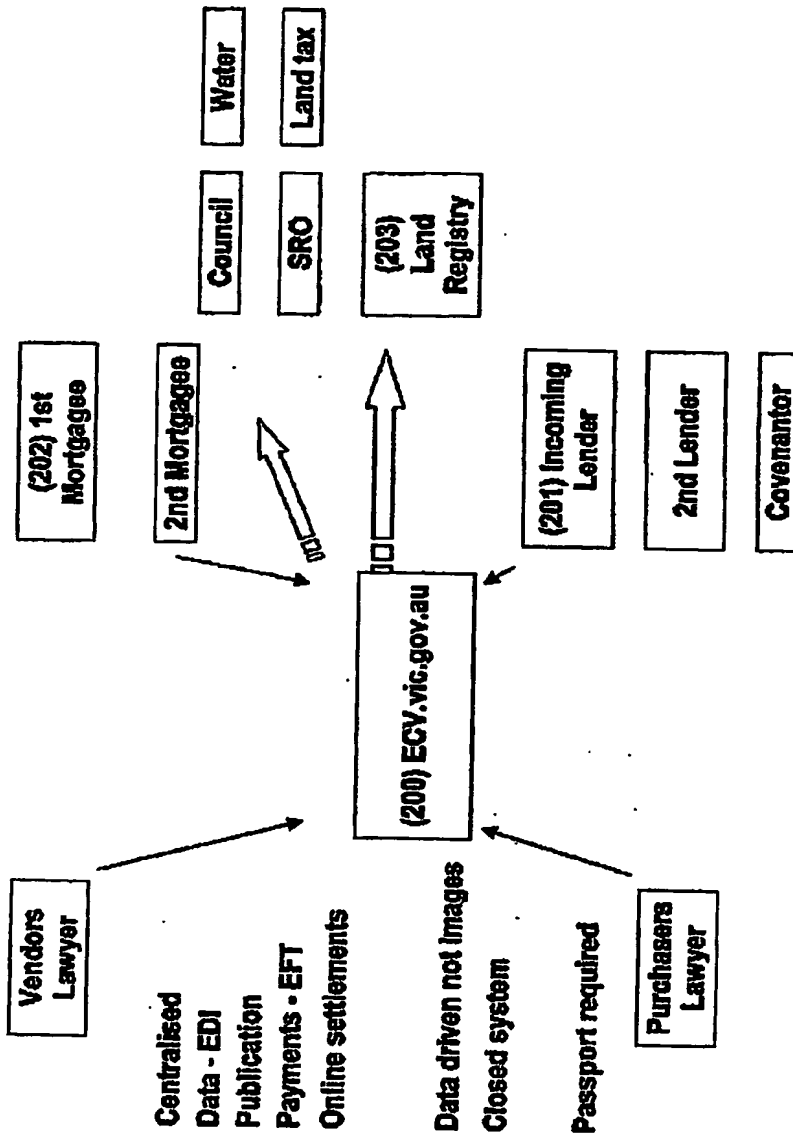 Vendors
Lawyer
(202) 1st
Mortgagee
2nd Mortgagee
Council
Water
SRO
Land tax
Centralised
Data - EDI
Publication
Payments - EFT
Online settlements
(200) ECV.vic.gov.au
(203)
Land
Registry
Data driven not images
Closed system
Passport required
Purchasers
Lawyer
(201) Incoming
Lender
2nd Lender
Covenantor